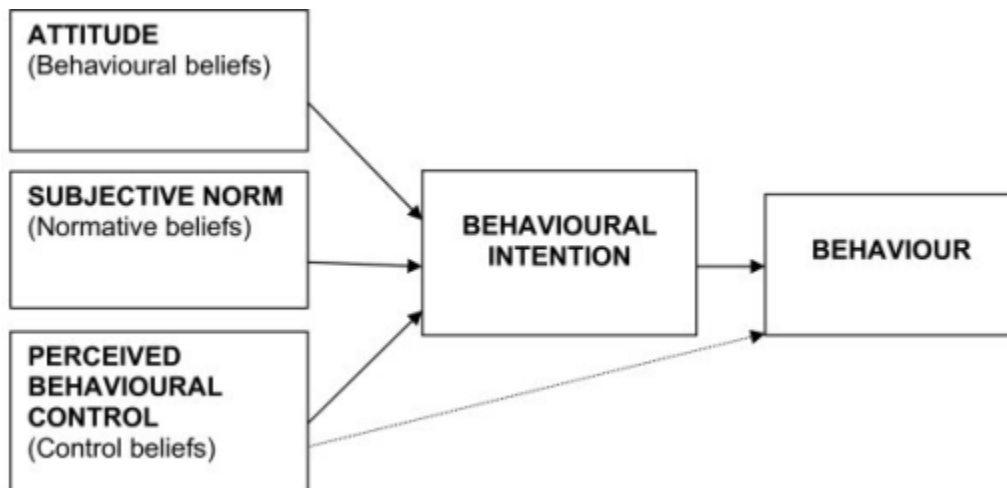 ATTITUDE
(Behavioural beliefs)
SUBJECTIVE NORM
(Normative beliefs)
PERCEIVED
BEHAVIOURAL
CONTROL
(Control beliefs)
BEHAVIOURAL
INTENTION
BEHAVIOUR